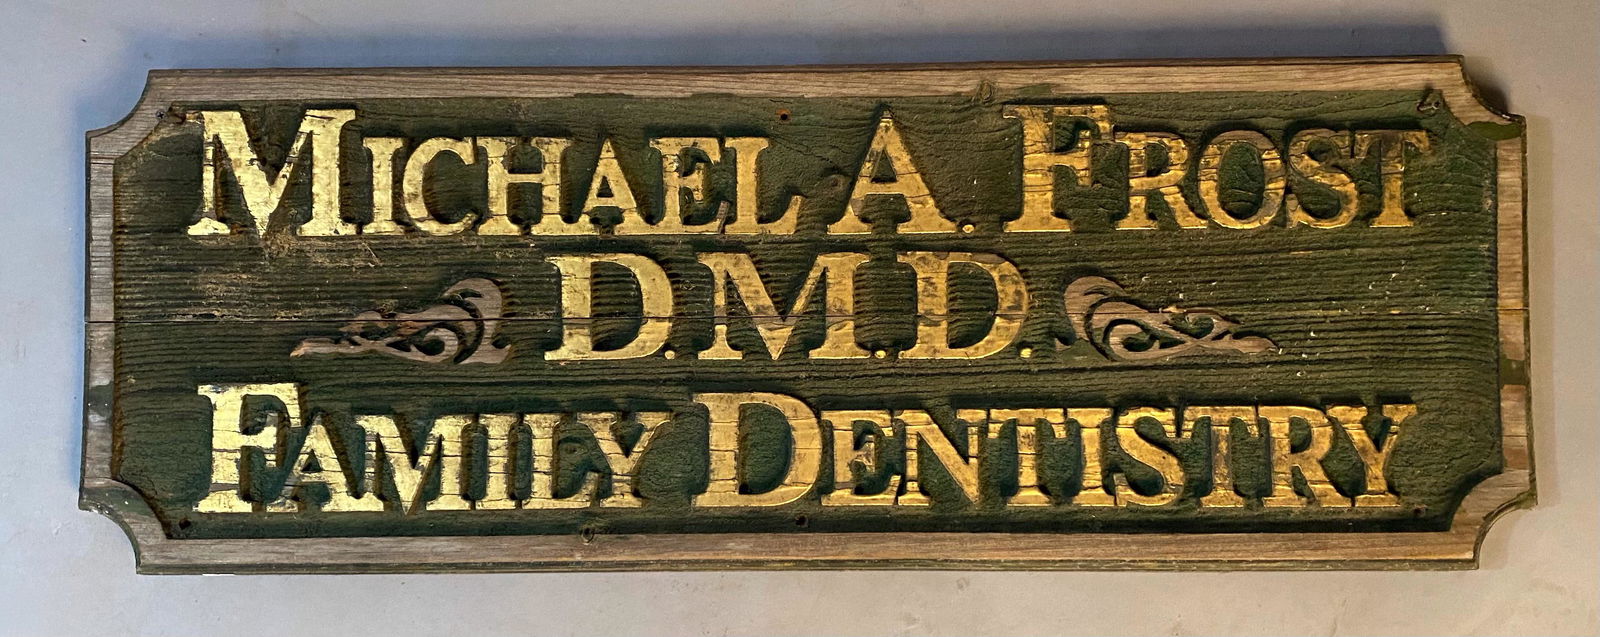 MICHAEL A. FROST
D.M.D.
FAMILY DENTISTRY